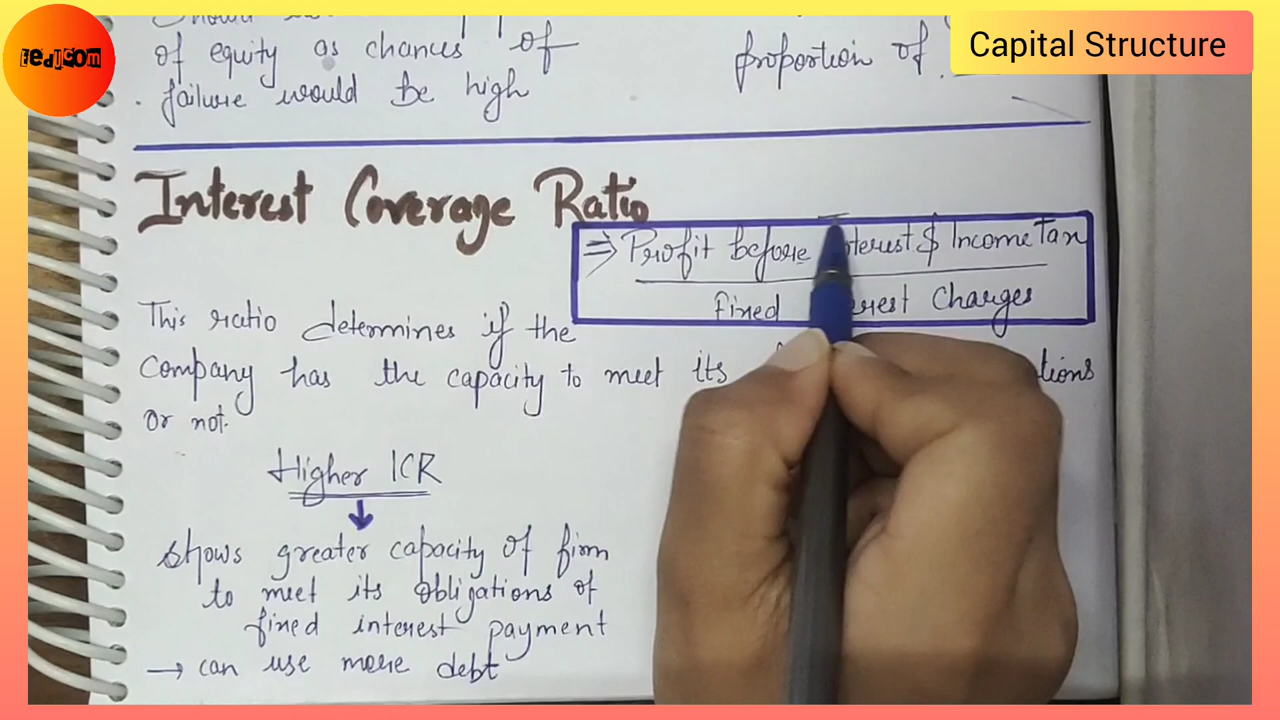 Capital Structure
EeduCom
of equity as chances of
failure would be high
proportion of
Interest Coverage Ratio
⇒ Profit before Interest & Income Tax
fixed Interest Charges
This ratio determines if the
company has the capacity to meet its
or not.
Higher ICR
↓
shows greater capacity of firm
to meet its obligations of
fixed interest payment
→ can use more debt